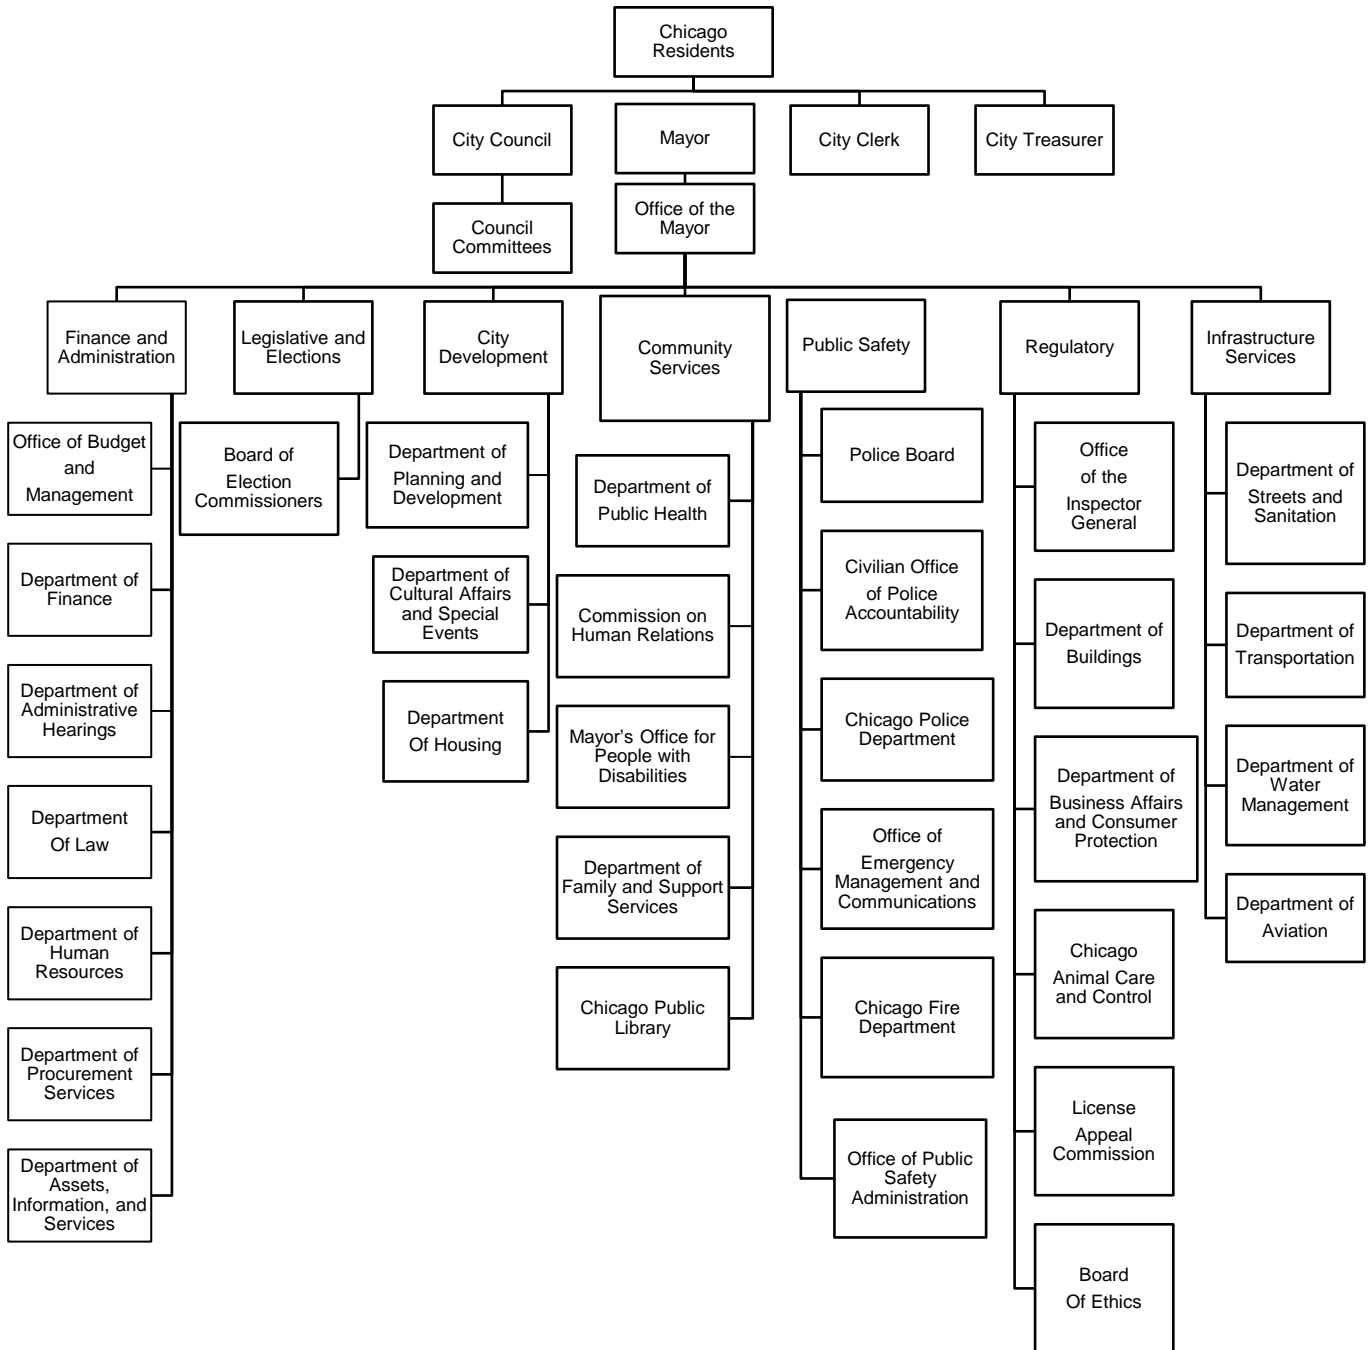 Chicago
Residents
City Council
Mayor
City Clerk
City Treasurer
Council
Committees
Office of the
Mayor
Finance and
Administration
Legislative and
Elections
City
Development
Community
Services
Public Safety
Regulatory
Infrastructure
Services
Office of Budget
and
Management
Department of
Finance
Department of
Administrative
Hearings
Department
Of Law
Department of
Human
Resources
Department of
Procurement
Services
Department of
Assets,
Information, and
Services
Board of
Election
Commissioners
Department of
Planning and
Development
Department of
Cultural Affairs
and Special
Events
Department
Of Housing
Department of
Public Health
Commission on
Human Relations
Mayor’s Office for
People with
Disabilities
Department of
Family and Support
Services
Chicago Public
Library
Police Board
Civilian Office
of Police
Accountability
Chicago Police
Department
Office of
Emergency
Management and
Communications
Chicago Fire
Department
Office of Public
Safety
Administration
Office
of the
Inspector
General
Department of
Buildings
Department of
Business Affairs
and Consumer
Protection
Chicago
Animal Care
and Control
License
Appeal
Commission
Board
Of Ethics
Department of
Streets and
Sanitation
Department of
Transportation
Department of
Water
Management
Department of
Aviation